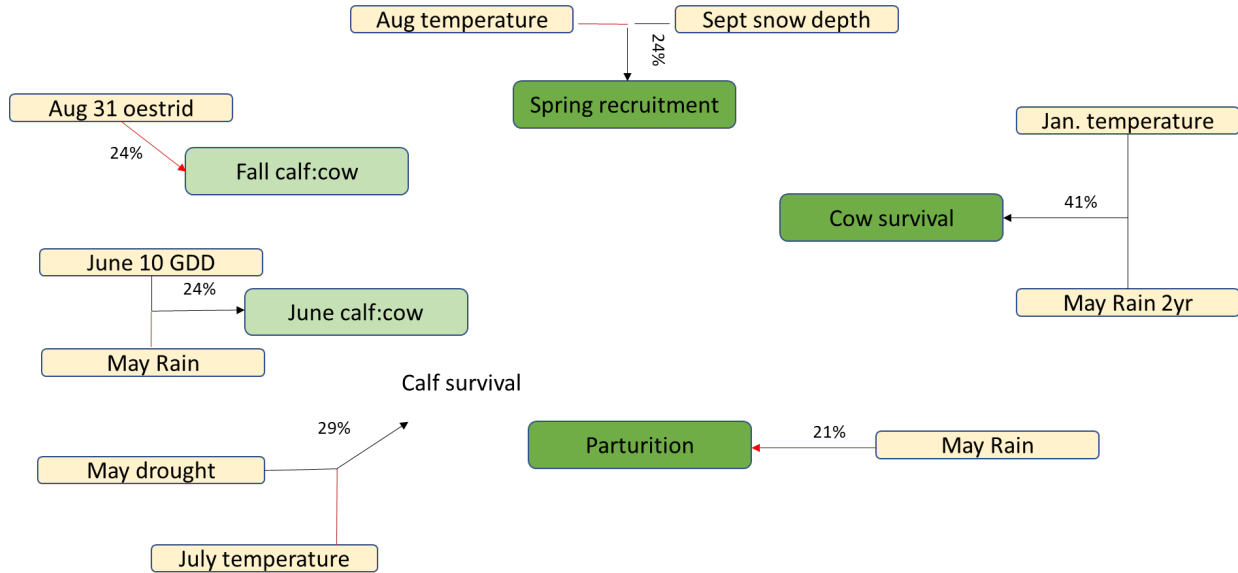 Aug temperature
Sept snow depth
24%
Spring recruitment
Aug 31 oestrid
24%
Fall calf:cow
Jan. temperature
41%
Cow survival
May Rain 2yr
June 10 GDD
24%
June calf:cow
May Rain
Calf survival
29%
May drought
July temperature
Parturition
21%
May Rain